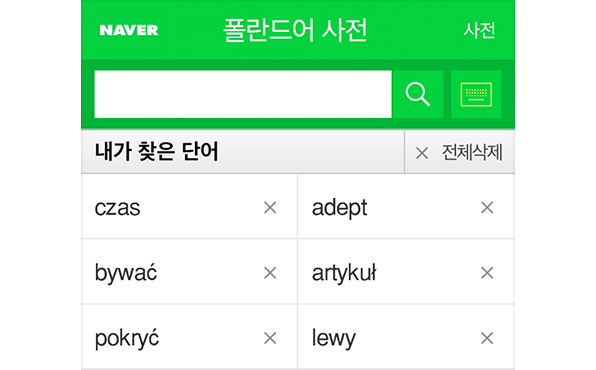 NAVER 폴란드어 사전 사전
내가 찾은 단어 × 전체삭제
czas × adept ×
bywać × artykuł ×
pokryć × lewy ×